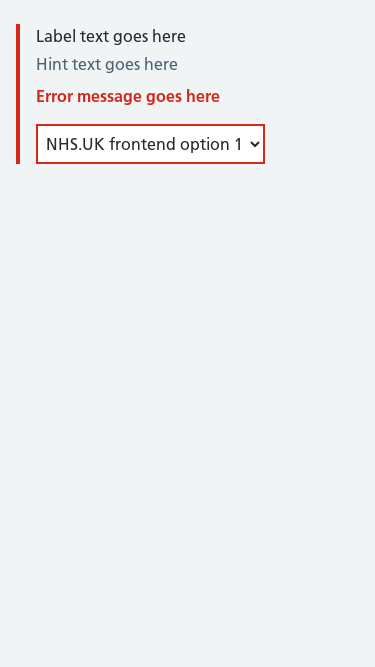 Label text goes here
Hint text goes here
Error message goes here
NHS.UK frontend option 1